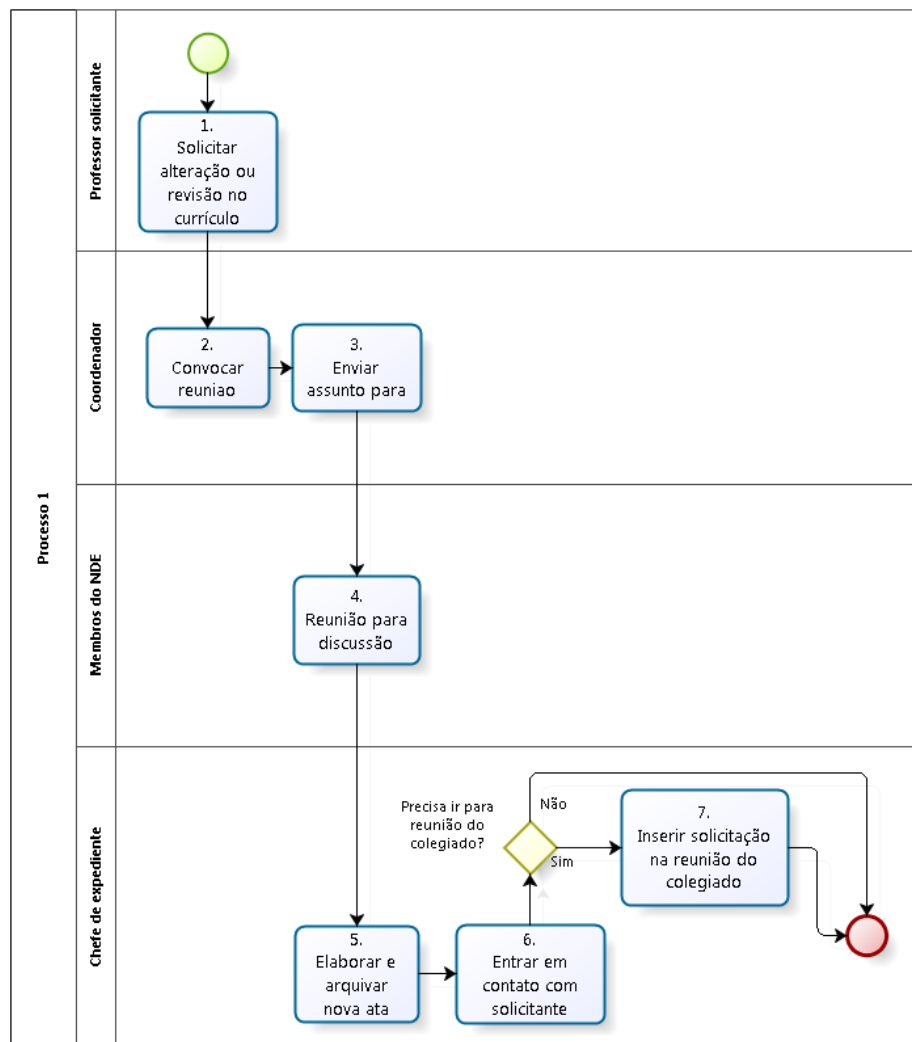 Processo 1
Professor solicitante
1.
Solicitar
alteração ou
revisão no
currículo
Coordenador
2.
Convocar
reuniao
3.
Enviar
assunto para
Membros do NDE
4.
Reunião para
discussão
Chefe de expediente
5.
Elaborar e
arquivar
nova ata
6.
Entrar em
contato com
solicitante
Precisa ir para
reunião do
colegiado?
Não
Sim
7.
Inserir solicitação
na reunião do
colegiado